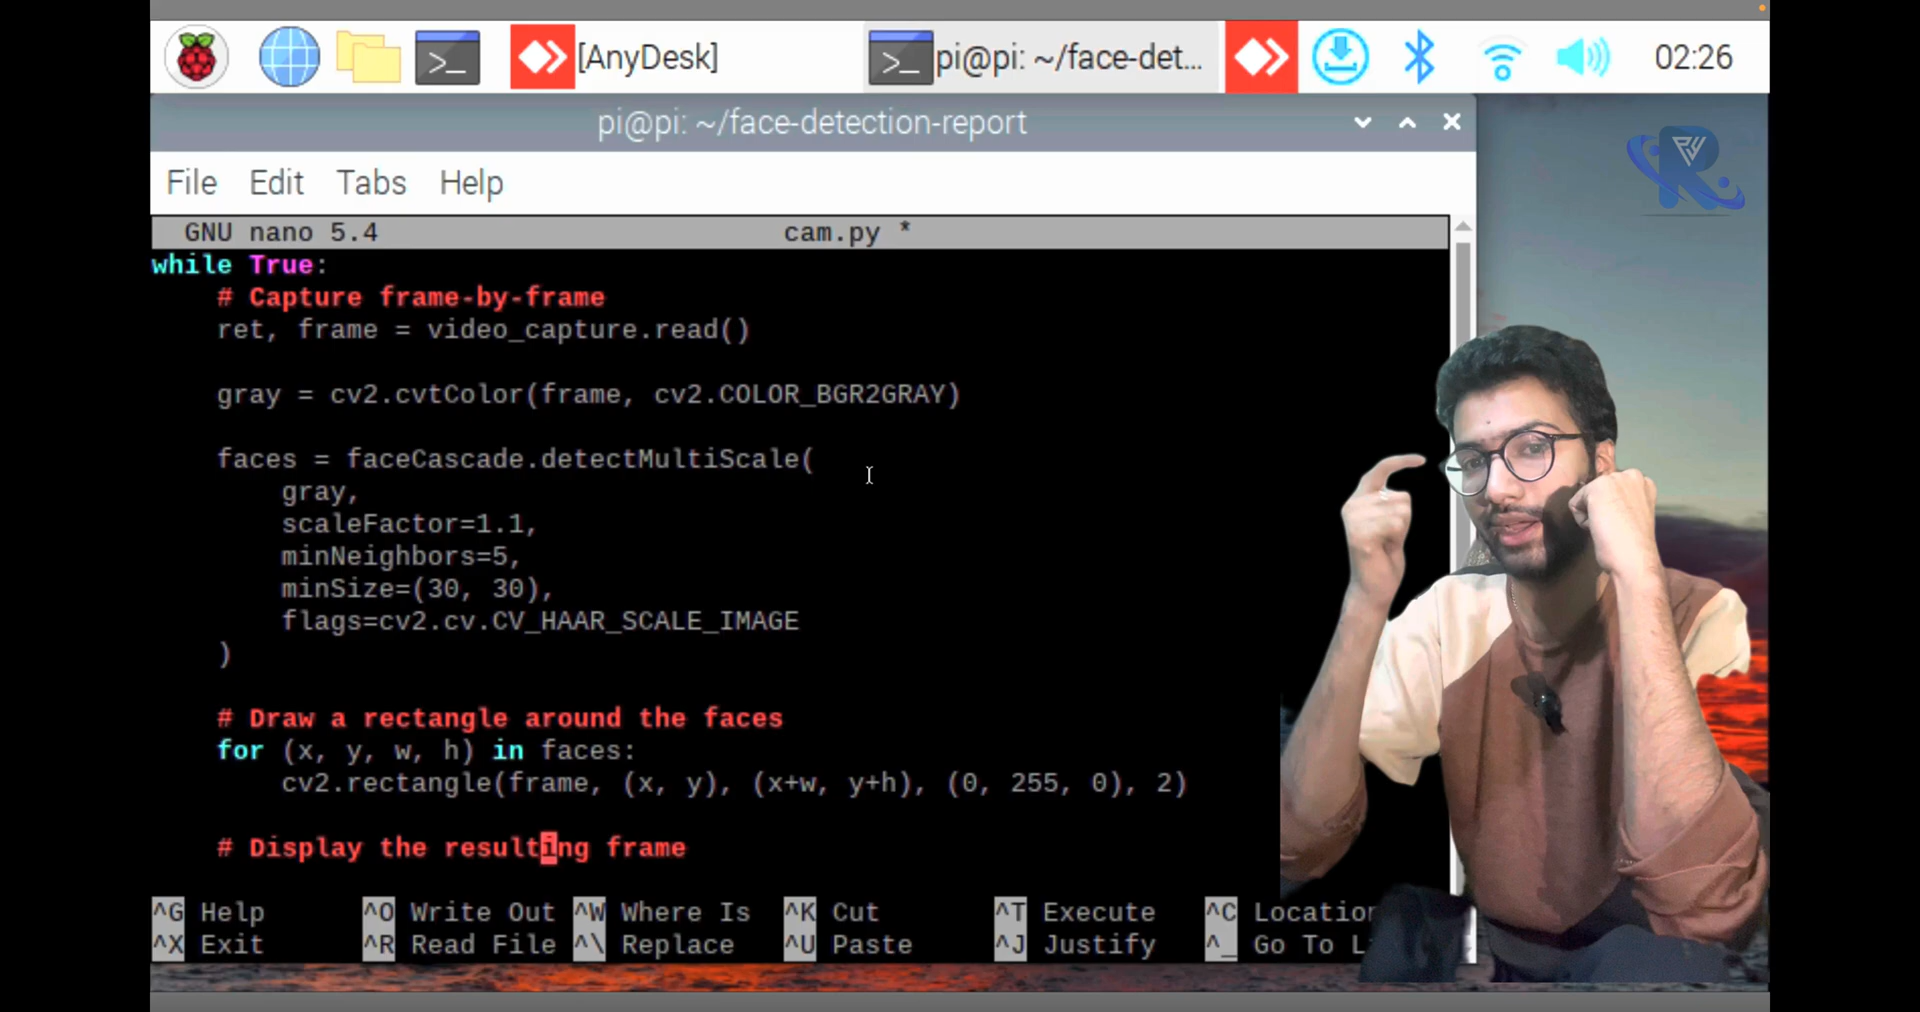 [AnyDesk]
pi@pi: ~/face-det...
02:26
pi@pi: ~/face-detection-report
File Edit Tabs Help
GNU nano 5.4 cam.py *
while True:
# Capture frame-by-frame
ret, frame = video_capture.read()
gray = cv2.cvtColor(frame, cv2.COLOR_BGR2GRAY)
faces = faceCascade.detectMultiScale(
gray,
scaleFactor=1.1,
minNeighbors=5,
minSize=(30, 30),
flags=cv2.cv.CV_HAAR_SCALE_IMAGE
)
# Draw a rectangle around the faces
for (x, y, w, h) in faces:
cv2.rectangle(frame, (x, y), (x+w, y+h), (0, 255, 0), 2)
# Display the resulting frame
^G Help ^O Write Out ^W Where Is ^K Cut ^T Execute ^C Location
^X Exit ^R Read File ^\ Replace ^U Paste ^J Justify ^_ Go To L